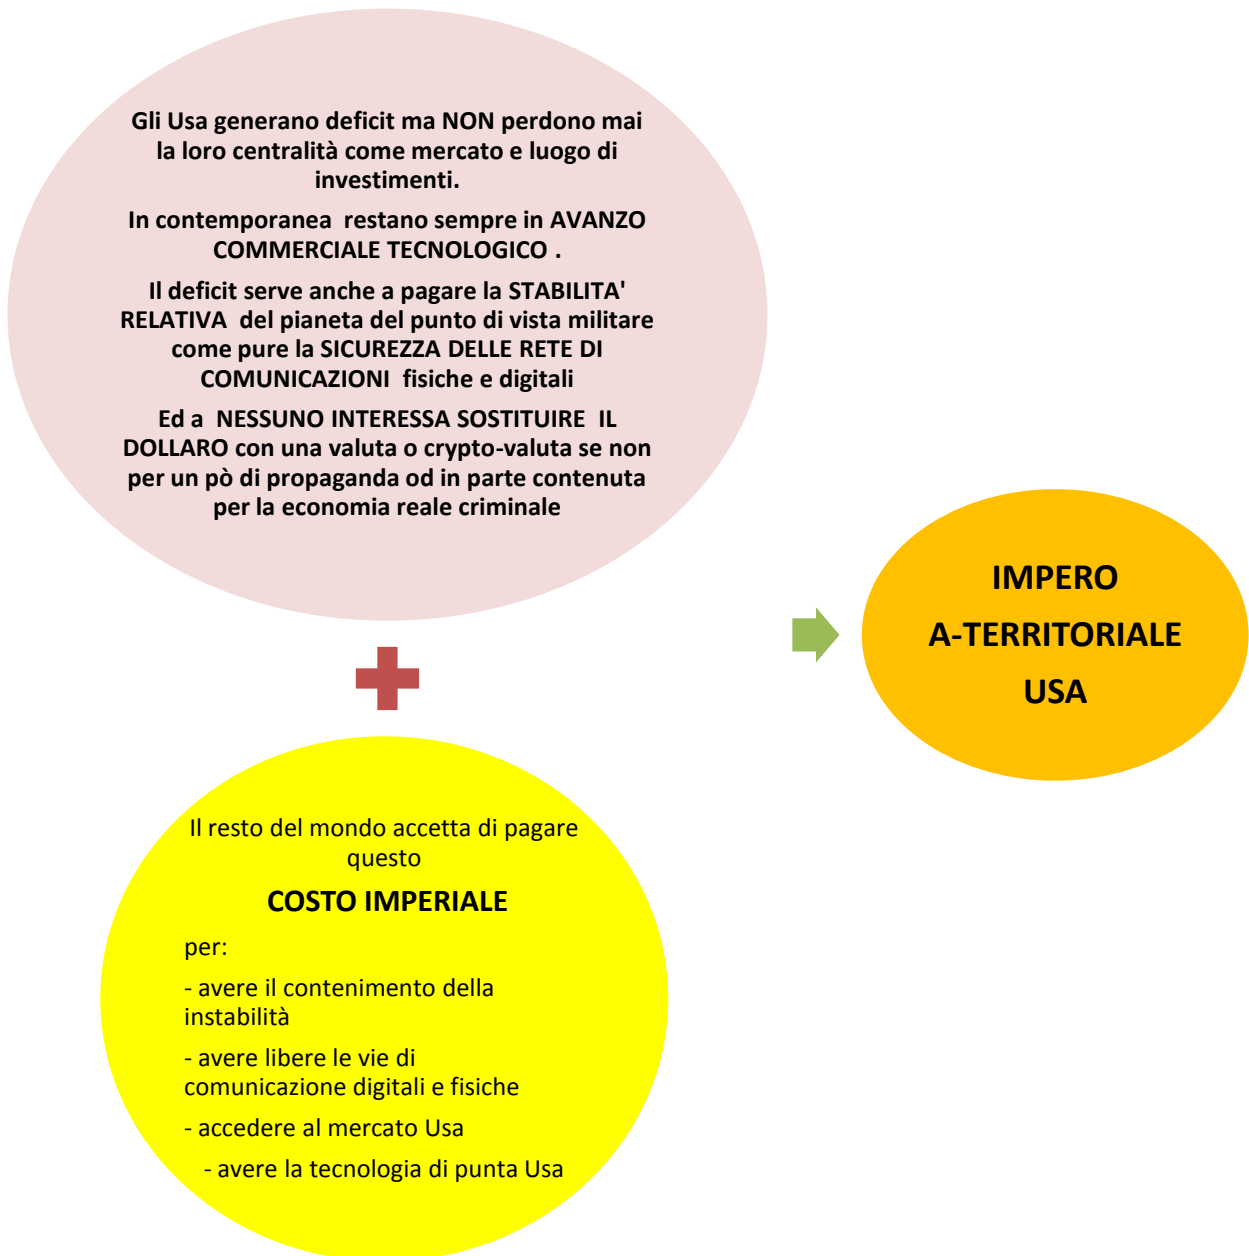 Gli Usa generano deficit ma NON perdono mai
la loro centralità come mercato e luogo di
investimenti.
In contemporanea  restano sempre in AVANZO
COMMERCIALE TECNOLOGICO .
Il deficit serve anche a pagare la STABILITA'
RELATIVA  del pianeta del punto di vista militare
come pure la SICUREZZA DELLE RETE DI
COMUNICAZIONI  fisiche e digitali
Ed a  NESSUNO INTERESSA SOSTITUIRE  IL
DOLLARO con una valuta o crypto-valuta se non
per un pò di propaganda od in parte contenuta
per la economia reale criminale
IMPERO
A-TERRITORIALE
USA
Il resto del mondo accetta di pagare
questo
COSTO IMPERIALE
per:
- avere il contenimento della
instabilità
- avere libere le vie di
comunicazione digitali e fisiche
- accedere al mercato Usa
- avere la tecnologia di punta Usa